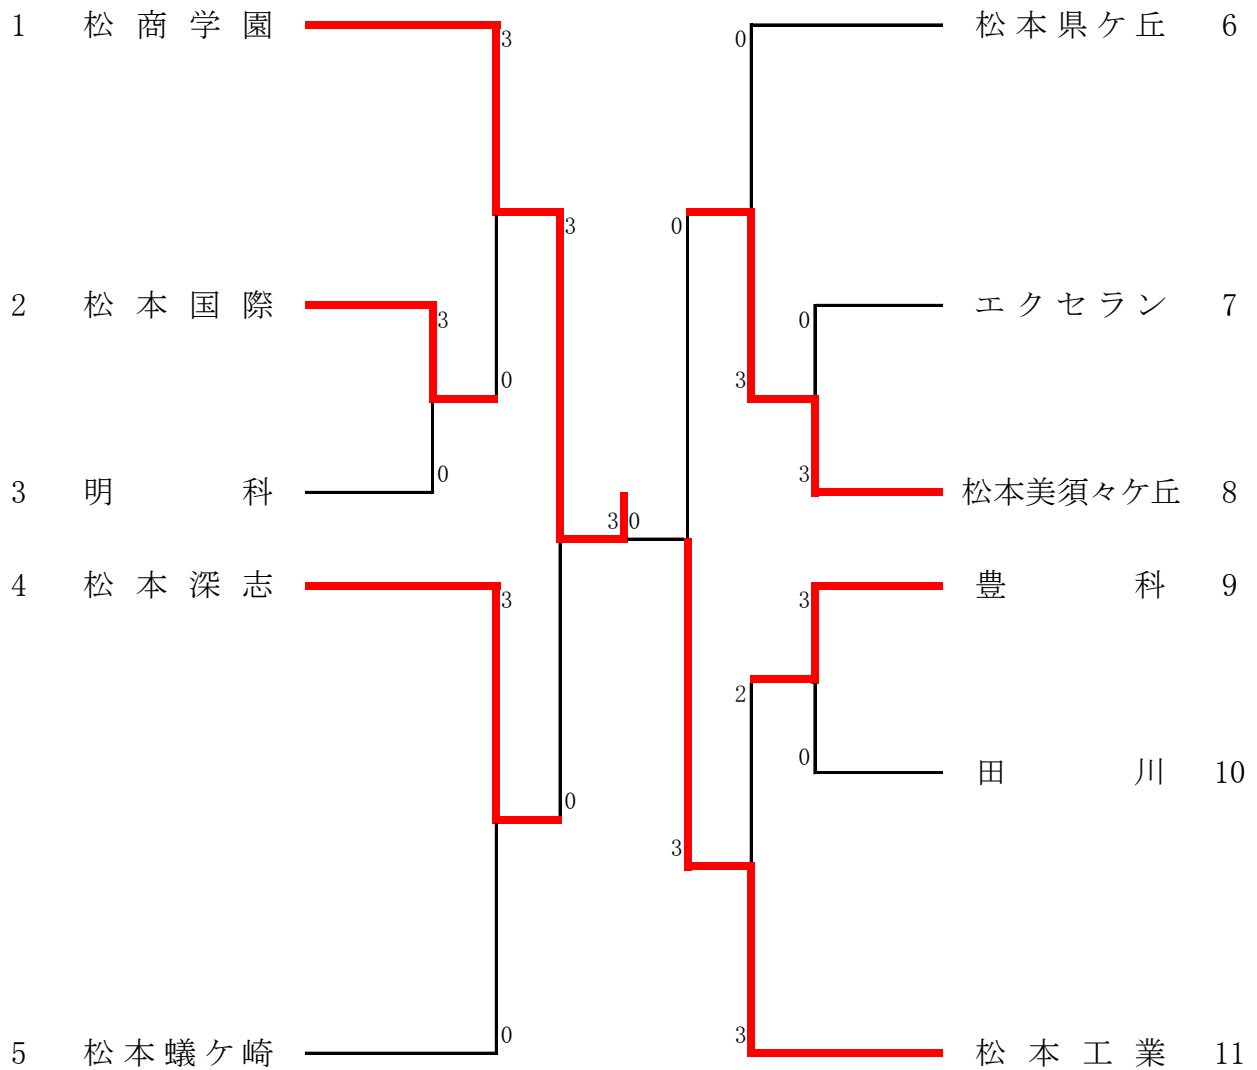 1 松商学園
3
3
2 松本国際
3
0
3 明科
0
4 松本深志
3
0
5 松本蟻ケ崎
0
3 0
松本県ケ丘 6
0
0
エクセラン 7
0
3
松本美須々ケ丘 8
3
豊科 9
3
2
田川 10
0
3
松本工業 11
3